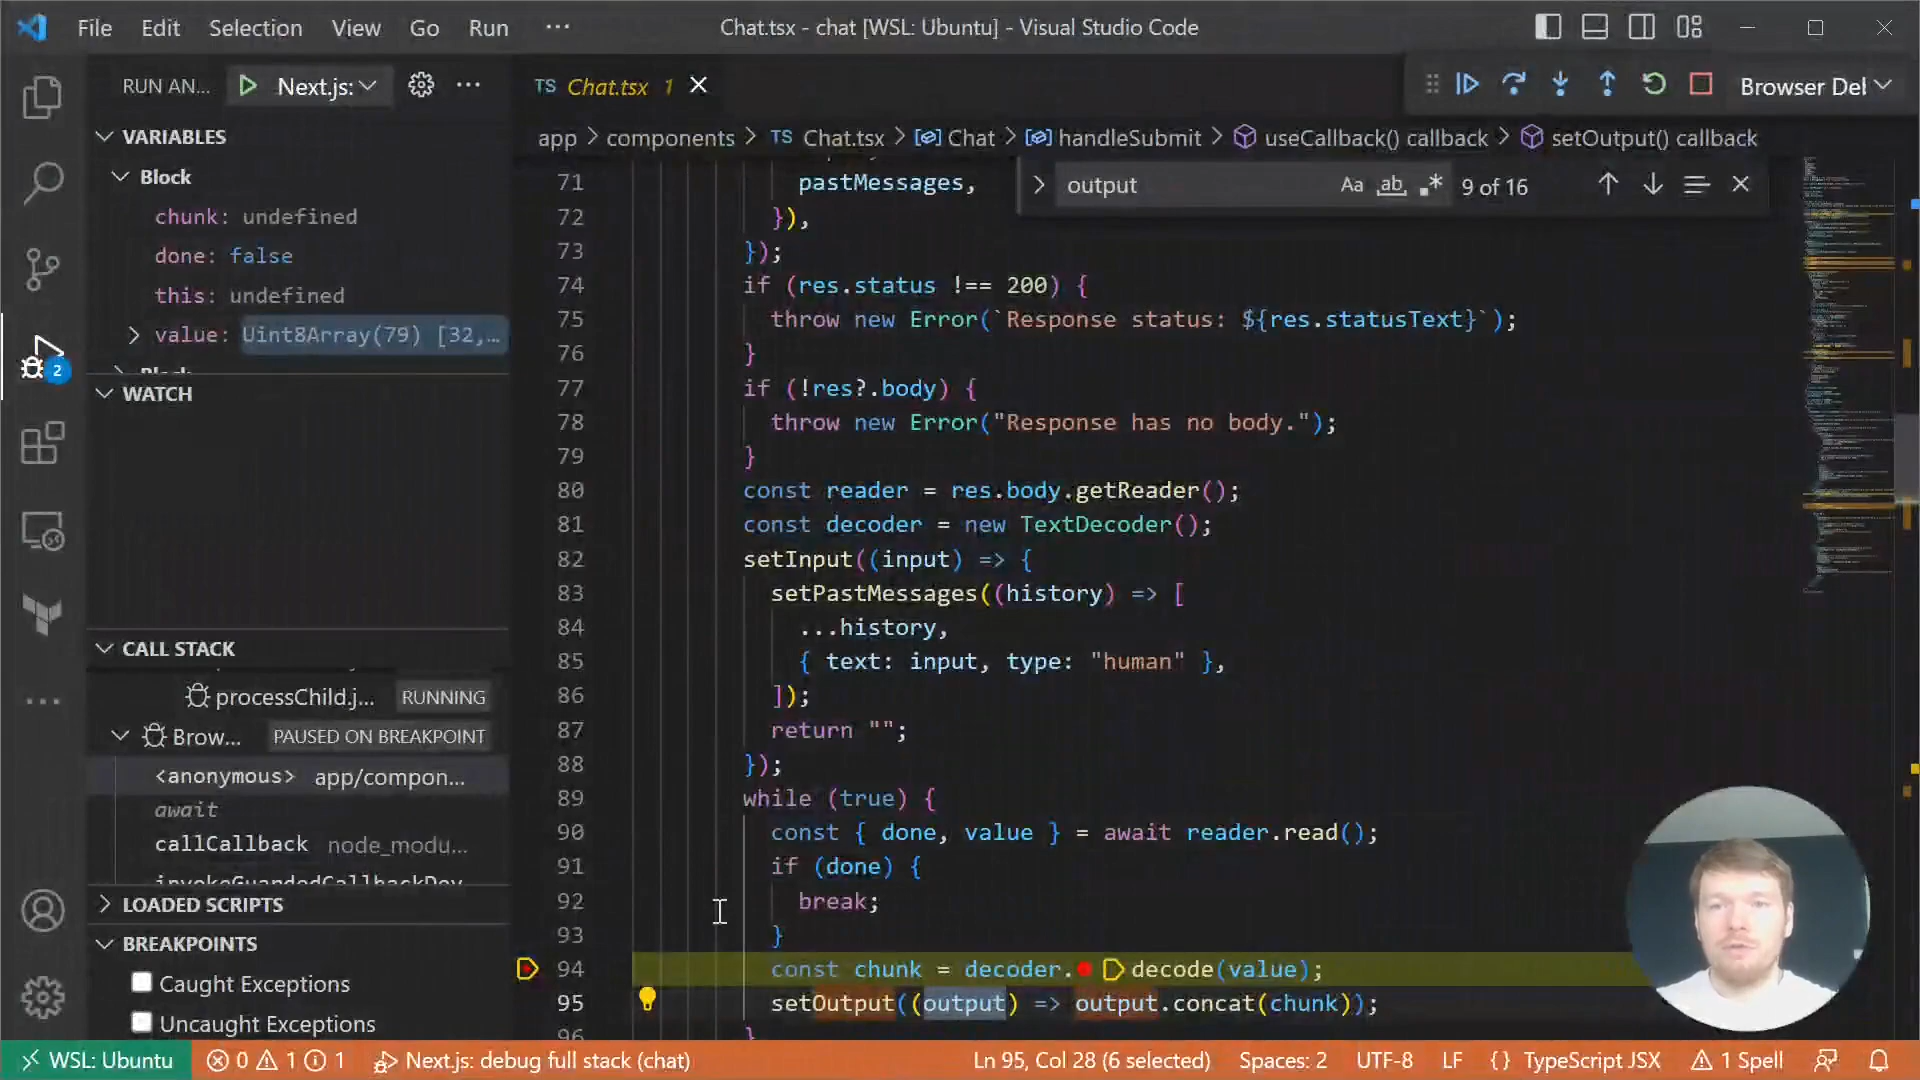 File Edit Selection View Go Run ··· Chat.tsx - chat [WSL: Ubuntu] - Visual Studio Code
RUN AN... Next.js: ··· TS Chat.tsx 1 Browser Del
app > components > TS Chat.tsx > Chat > handleSubmit > useCallback() callback > setOutput() callback
output Aa ab .* 9 of 16
VARIABLES
Block
chunk: undefined
done: false
this: undefined
value: Uint8Array(79) [32,…
WATCH
CALL STACK
processChild.j... RUNNING
Brow... PAUSED ON BREAKPOINT
<anonymous> app/compon...
await
callCallback node_modu...
LOADED SCRIPTS
BREAKPOINTS
Caught Exceptions
Uncaught Exceptions
2
71 pastMessages,
72 }),
73 });
74 if (res.status !== 200) {
75 throw new Error(`Response status: ${res.statusText}`);
76 }
77 if (!res?.body) {
78 throw new Error("Response has no body.");
79 }
80 const reader = res.body.getReader();
81 const decoder = new TextDecoder();
82 setInput((input) => {
83 setPastMessages((history) => [
84 ...history,
85 { text: input, type: "human" },
86 ]);
87 return "";
88 });
89 while (true) {
90 const { done, value } = await reader.read();
91 if (done) {
92 break;
93 }
94 const chunk = decoder.decode(value);
95 setOutput((output) => output.concat(chunk));
96 }
WSL: Ubuntu 0 1 1 Next.js: debug full stack (chat) Ln 95, Col 28 (6 selected) Spaces: 2 UTF-8 LF {} TypeScript JSX 1 Spell